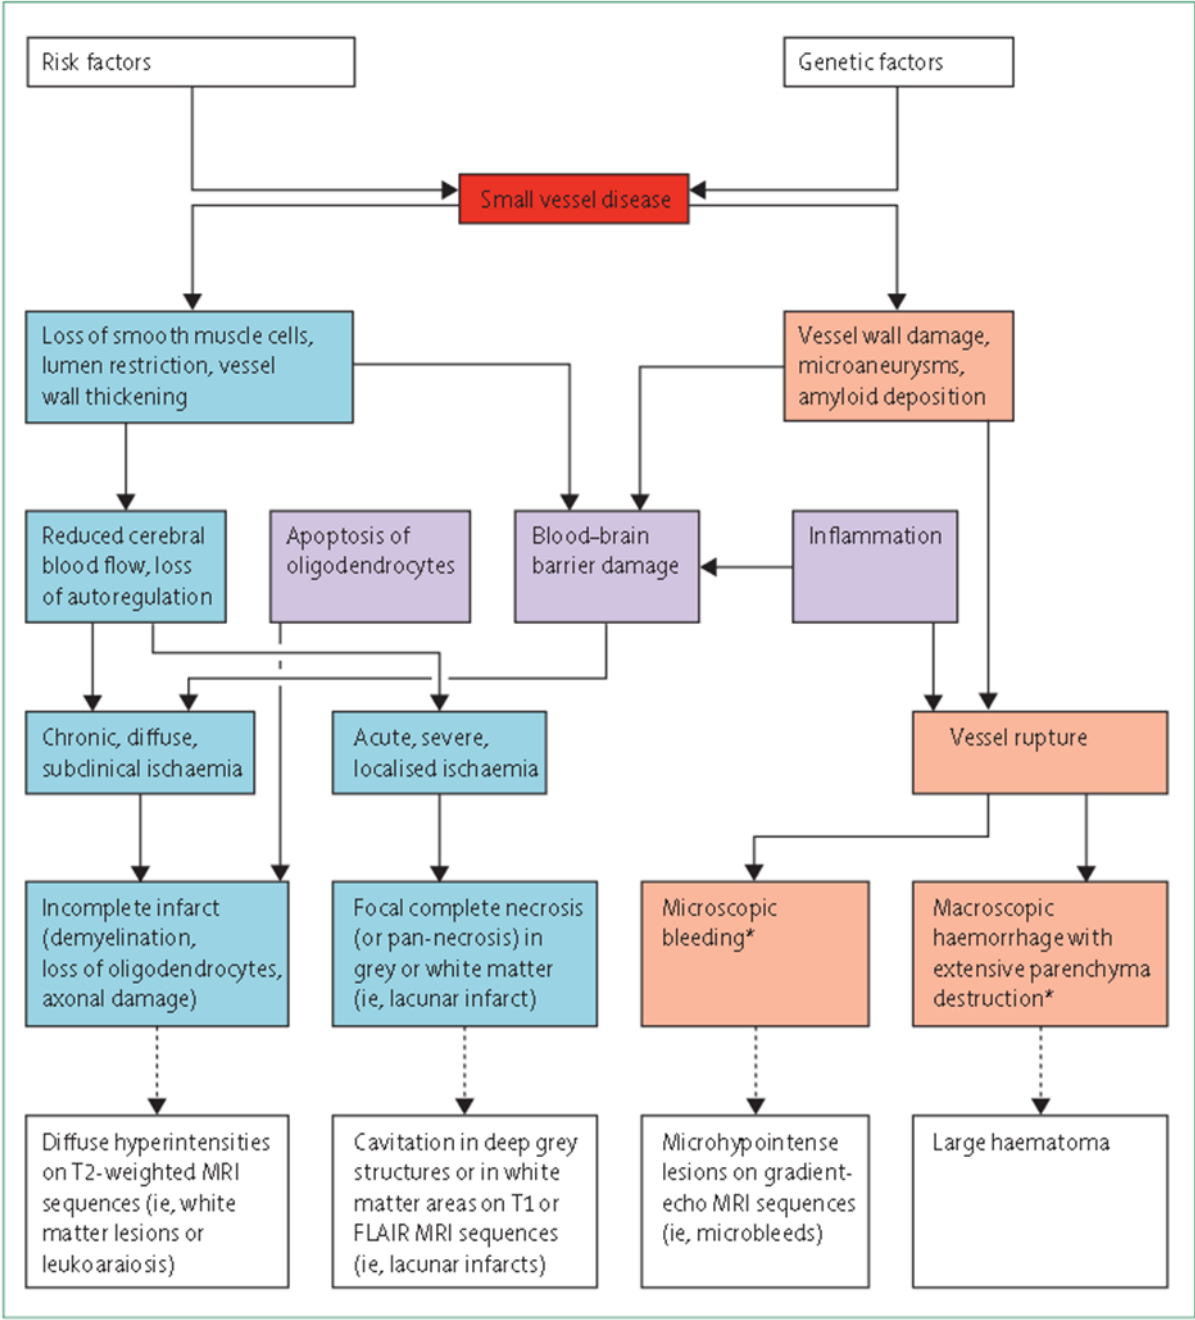 Risk factors
Genetic factors
Small vessel disease
Loss of smooth muscle cells,
lumen restriction, vessel
wall thickening
Vessel wall damage,
microaneurysms,
amyloid deposition
Reduced cerebral
blood flow, loss
of autoregulation
Apoptosis of
oligodendrocytes
Blood–brain
barrier damage
Inflammation
Chronic, diffuse,
subclinical ischaemia
Acute, severe,
localised ischaemia
Vessel rupture
Incomplete infarct
(demyelination,
loss of oligodendrocytes,
axonal damage)
Focal complete necrosis
(or pan-necrosis) in
grey or white matter
(ie, lacunar infarct)
Microscopic
bleeding*
Macroscopic
haemorrhage with
extensive parenchyma
destruction*
Diffuse hyperintensities
on T2-weighted MRI
sequences (ie, white
matter lesions or
leukoaraiosis)
Cavitation in deep grey
structures or in white
matter areas on T1 or
FLAIR MRI sequences
(ie, lacunar infarcts)
Microhypointense
lesions on gradient-
echo MRI sequences
(ie, microbleeds)
Large haematoma